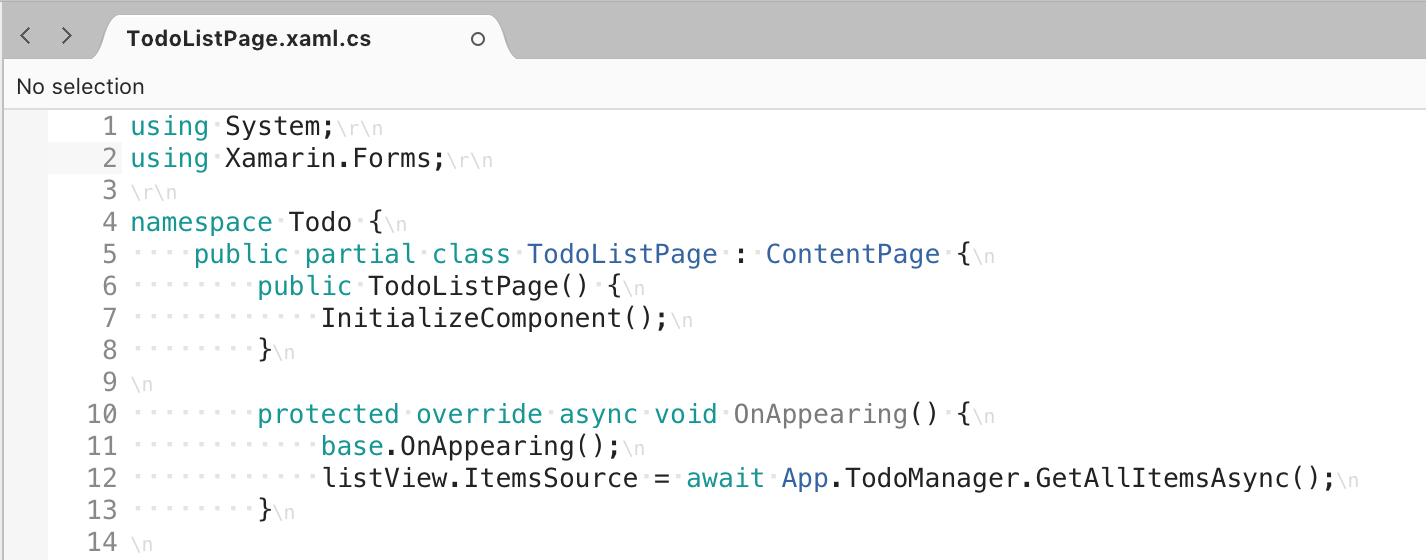 TodoListPage.xaml.cs
No selection
1 using System;\r\n
2 using Xamarin.Forms;\r\n
3 \r\n
4 namespace Todo {\n
5     public partial class TodoListPage : ContentPage {\n
6         public TodoListPage() {\n
7             InitializeComponent();\n
8         }\n
9 \n
10         protected override async void OnAppearing() {\n
11             base.OnAppearing();\n
12             listView.ItemsSource = await App.TodoManager.GetAllItemsAsync();\n
13         }\n
14 \n